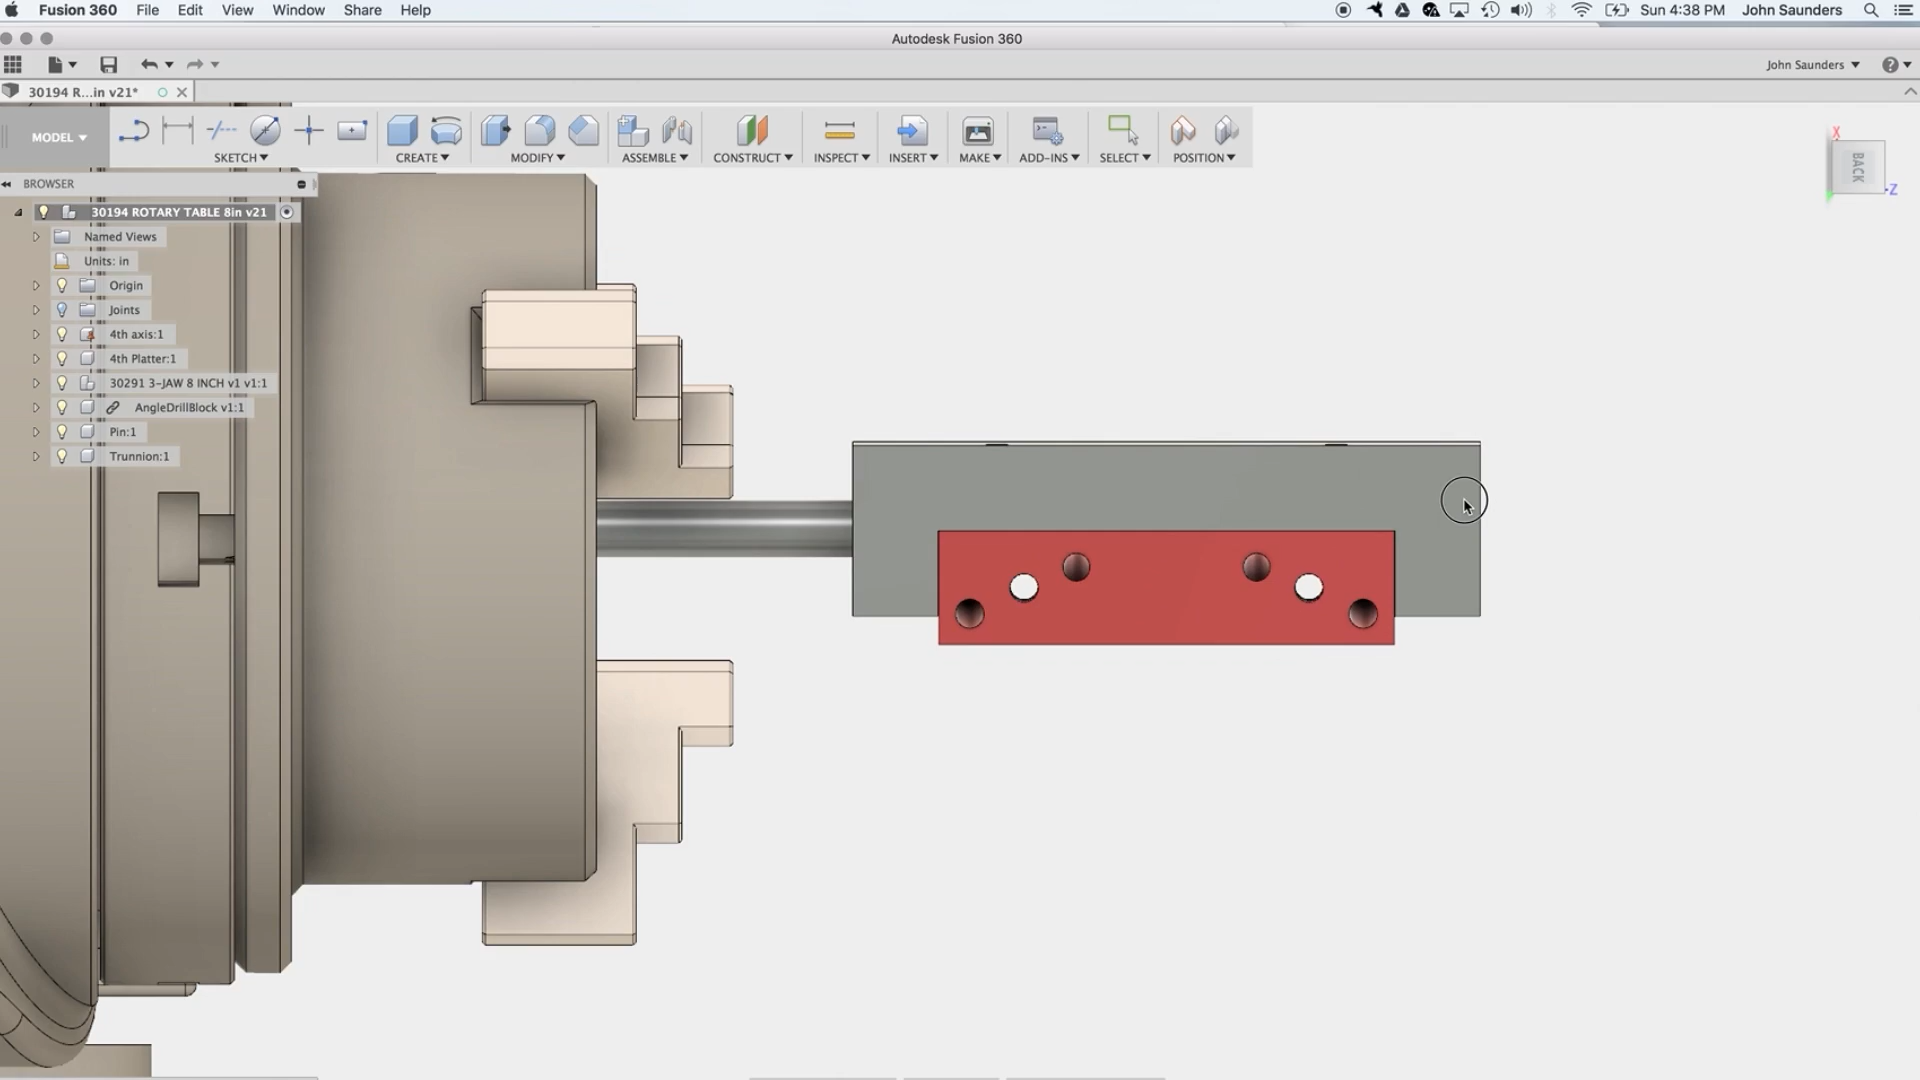 Fusion 360 File Edit View Window Share Help Sun 4:38 PM John Saunders
Autodesk Fusion 360
John Saunders
30194 R...in v21*
MODEL
SKETCH CREATE MODIFY ASSEMBLE CONSTRUCT INSPECT INSERT MAKE ADD-INS SELECT POSITION
X
BACK
-Z
BROWSER
30194 ROTARY TABLE 8in v21
Named Views
Units: in
Origin
Joints
4th axis:1
4th Platter:1
30291 3-JAW 8 INCH v1 v1:1
AngleDrillBlock v1:1
Pin:1
Trunnion:1